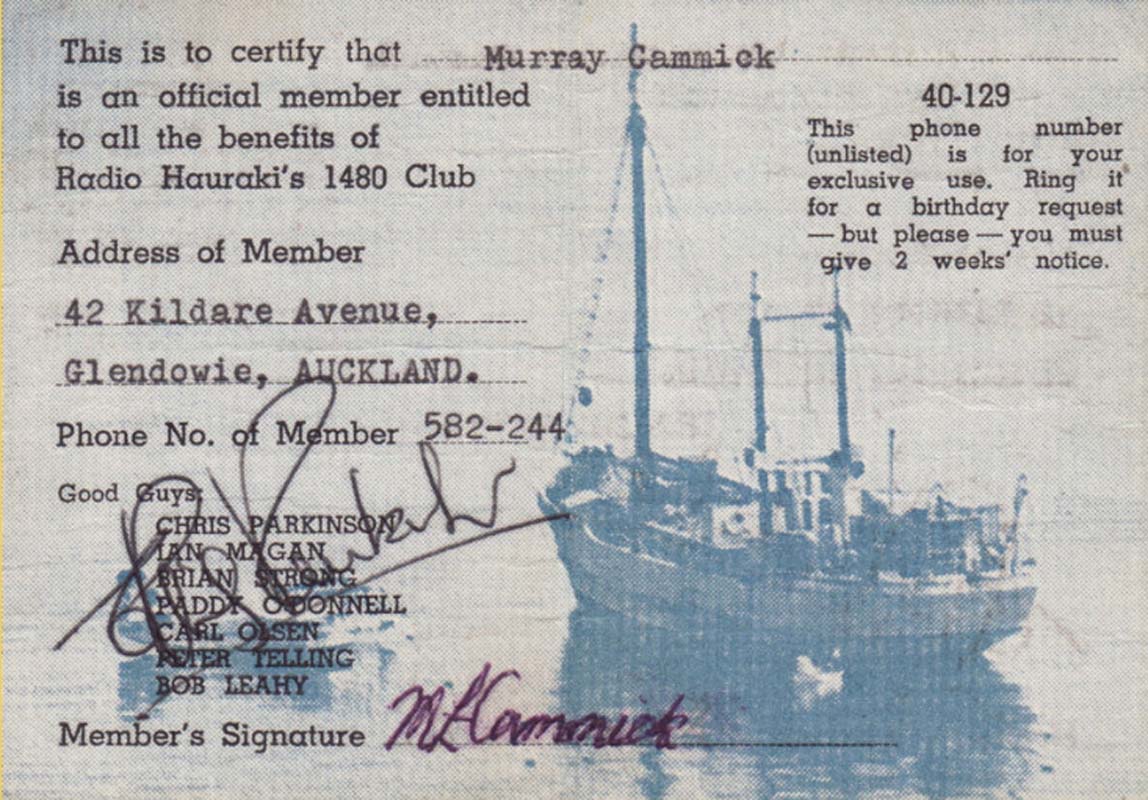 This is to certify that Murray Cammick
is an official member entitled
to all the benefits of
Radio Hauraki's 1480 Club
40-129
This phone number
(unlisted) is for your
exclusive use. Ring it
for a birthday request
— but please — you must
give 2 weeks' notice.
Address of Member
42 Kildare Avenue,
Glendowie, AUCKLAND.
Phone No. of Member 582-244
Good Guys:
CHRIS PARKINSON
IAN MAGAN
BRIAN STRONG
PADDY O'DONNELL
CARL OLSEN
PETER TELLING
BOB LEAHY
Member's Signature M Cammick